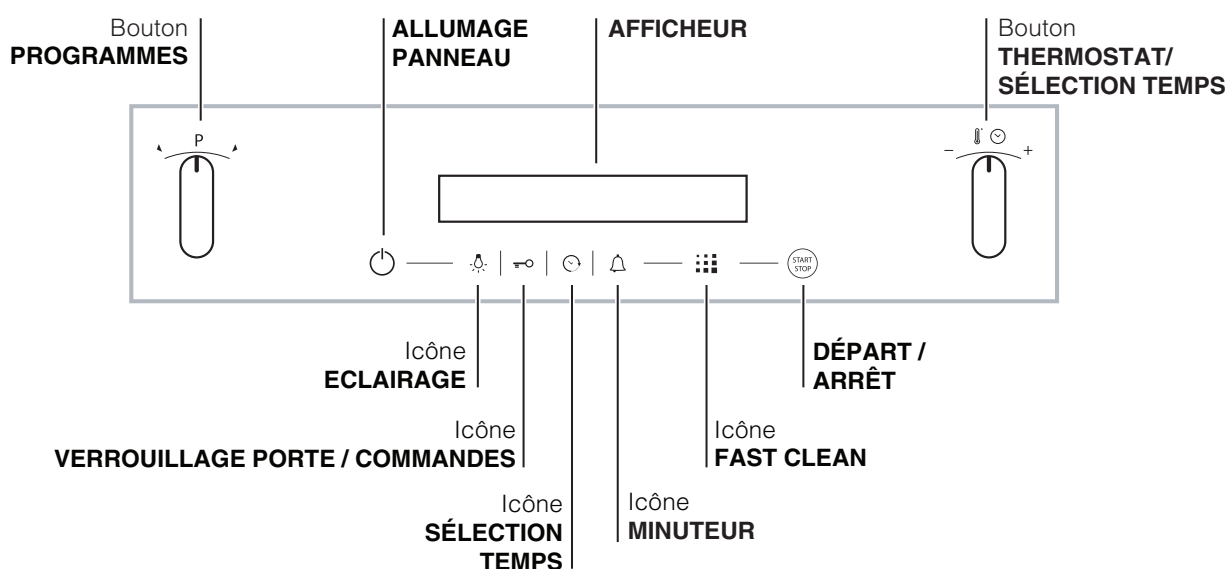 Bouton
PROGRAMMES
ALLUMAGE
PANNEAU
AFFICHEUR
Bouton
THERMOSTAT/
SÉLECTION TEMPS
P
- +
START
STOP
Icône
ECLAIRAGE
DÉPART /
ARRÊT
Icône
VERROUILLAGE PORTE / COMMANDES
Icône
FAST CLEAN
Icône
SÉLECTION
TEMPS
Icône
MINUTEUR